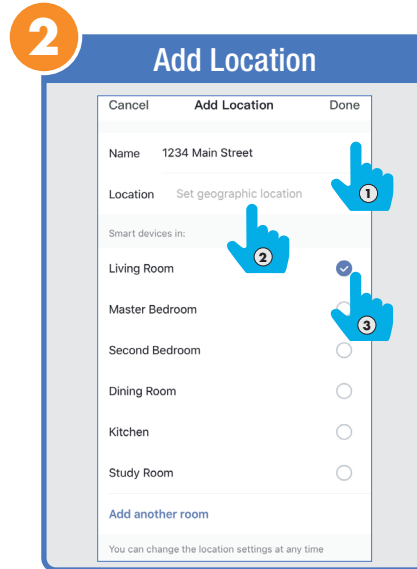 2
Add Location
Cancel Add Location Done
Name 1234 Main Street
1
Location Set geographic location
2
Smart devices in:
Living Room
Master Bedroom
3
Second Bedroom
Dining Room
Kitchen
Study Room
Add another room
You can change the location settings at any time